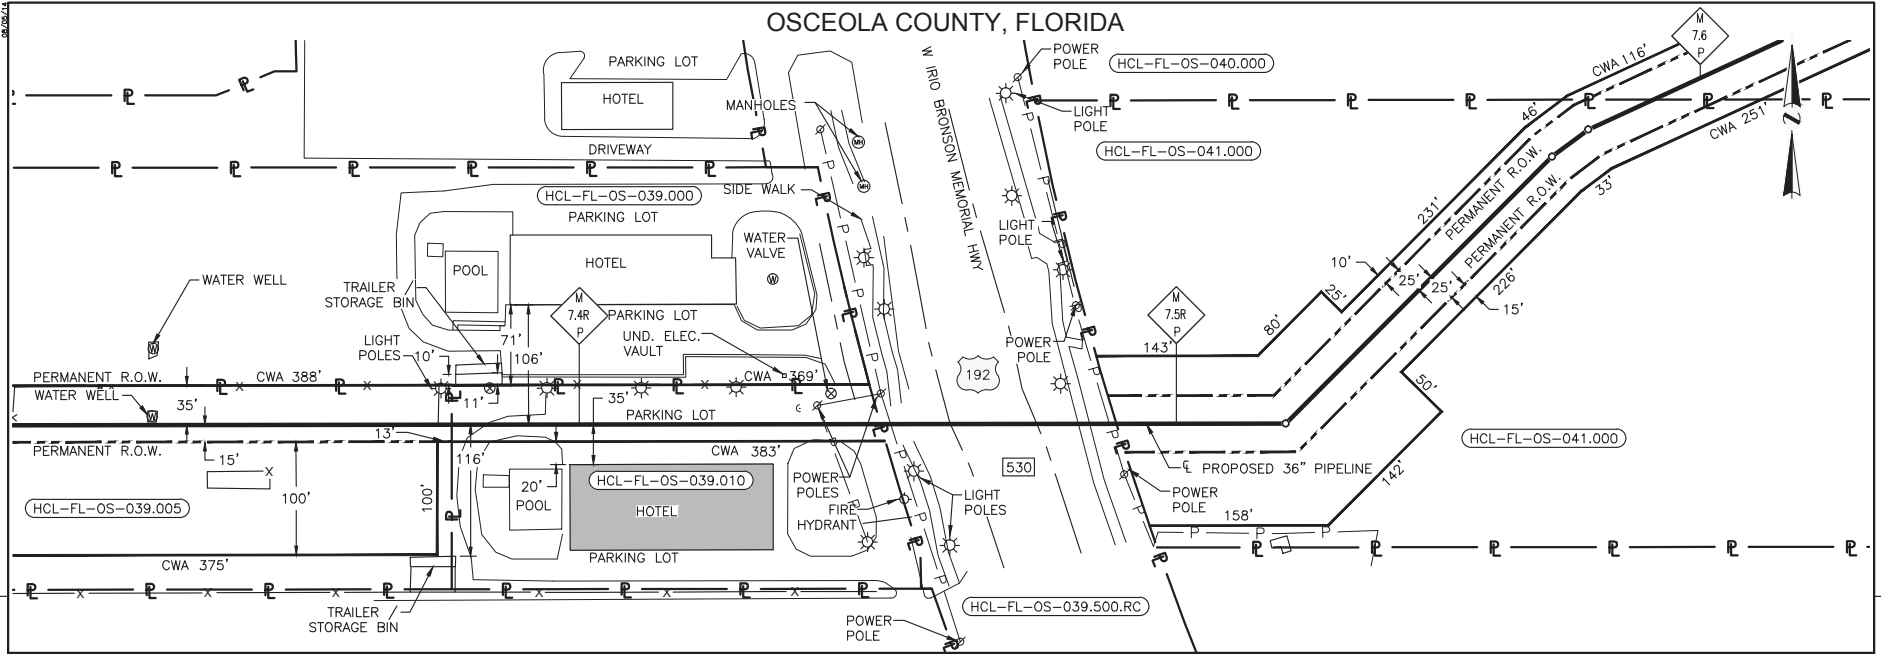 OSCEOLA COUNTY, FLORIDA
08/05/14
M
7.6
P
CWA 116'
PARKING LOT
HOTEL
MANHOLES
MH
MH
DRIVEWAY
W IRIO BRONSON MEMORIAL HWY
POWER
POLE
HCL-FL-OS-040.000
LIGHT
POLE
HCL-FL-OS-041.000
46'
CWA 251'
33'
Z
HCL-FL-OS-039.000
SIDE WALK
PARKING LOT
WATER
VALVE
W
HOTEL
POOL
WATER WELL
W
TRAILER
STORAGE BIN
M
7.4R
P
PARKING LOT
UND. ELEC.
VAULT
LIGHT
POLES
10'
71'
106'
LIGHT
POLE
POWER
POLE
192
M
7.5R
P
143'
80'
25'
10'
231'
PERMANENT R.O.W.
PERMANENT R.O.W.
25'
25'
226'
15'
PERMANENT R.O.W.
CWA 388'
CWA 369'
WATER WELL
W
35'
11'
35'
PARKING LOT
PERMANENT R.O.W.
13'
15'
116'
CWA 383'
50'
HCL-FL-OS-041.000
142'
℄ PROPOSED 36" PIPELINE
530
HCL-FL-OS-039.005
100'
100'
20'
POOL
HCL-FL-OS-039.010
HOTEL
POWER
POLES
FIRE
HYDRANT
LIGHT
POLES
POWER
POLE
158'
P P P
PARKING LOT
CWA 375'
TRAILER
STORAGE BIN
POWER
POLE
HCL-FL-OS-039.500.RC